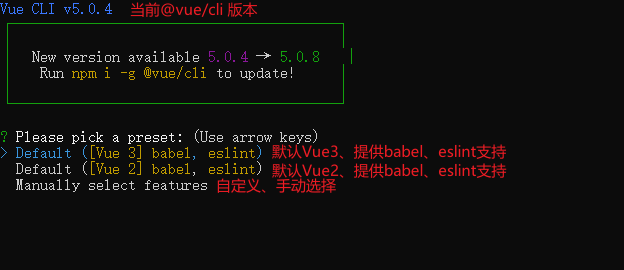 Vue CLI v5.0.4 当前@vue/cli 版本
New version available 5.0.4 → 5.0.8
Run npm i -g @vue/cli to update!
? Please pick a preset: (Use arrow keys)
> Default ([Vue 3] babel, eslint) 默认Vue3、提供babel、eslint支持
Default ([Vue 2] babel, eslint) 默认Vue2、提供babel、eslint支持
Manually select features 自定义、手动选择